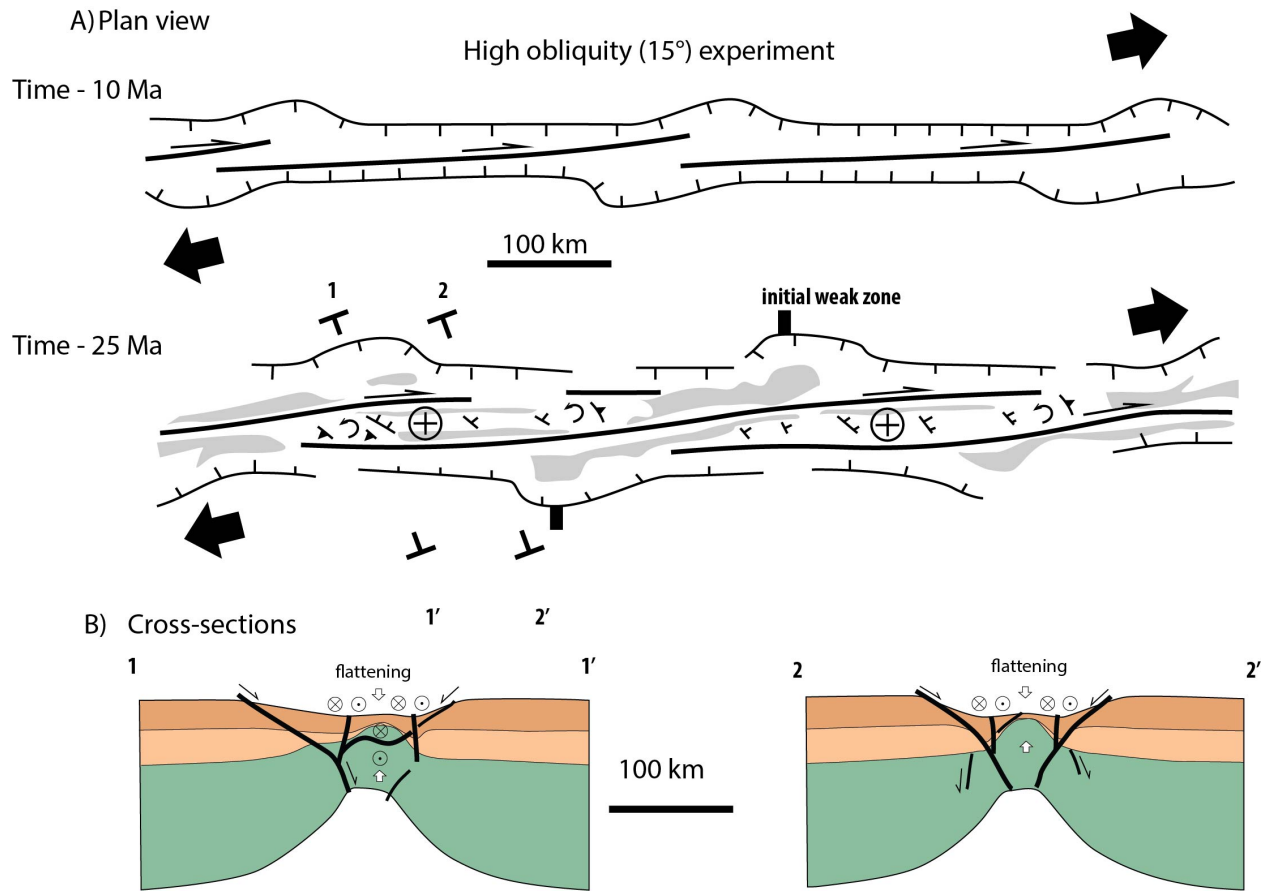 A) Plan view
High obliquity (15°) experiment
Time - 10 Ma
100 km
1 2
initial weak zone
Time - 25 Ma
1’ 2’
B) Cross-sections
1 flattening 1’
2 flattening 2’
100 km